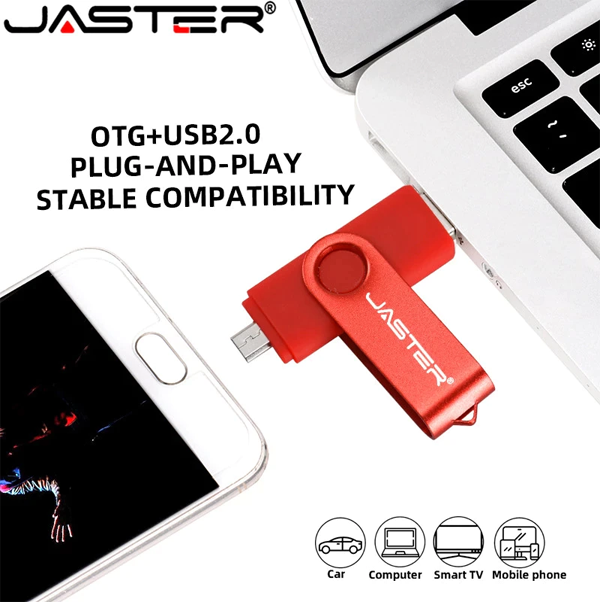 JASTER®
esc
OTG+USB2.0
PLUG-AND-PLAY
STABLE COMPATIBILITY
JASTER®
Car
Computer
Smart TV
Mobile phone